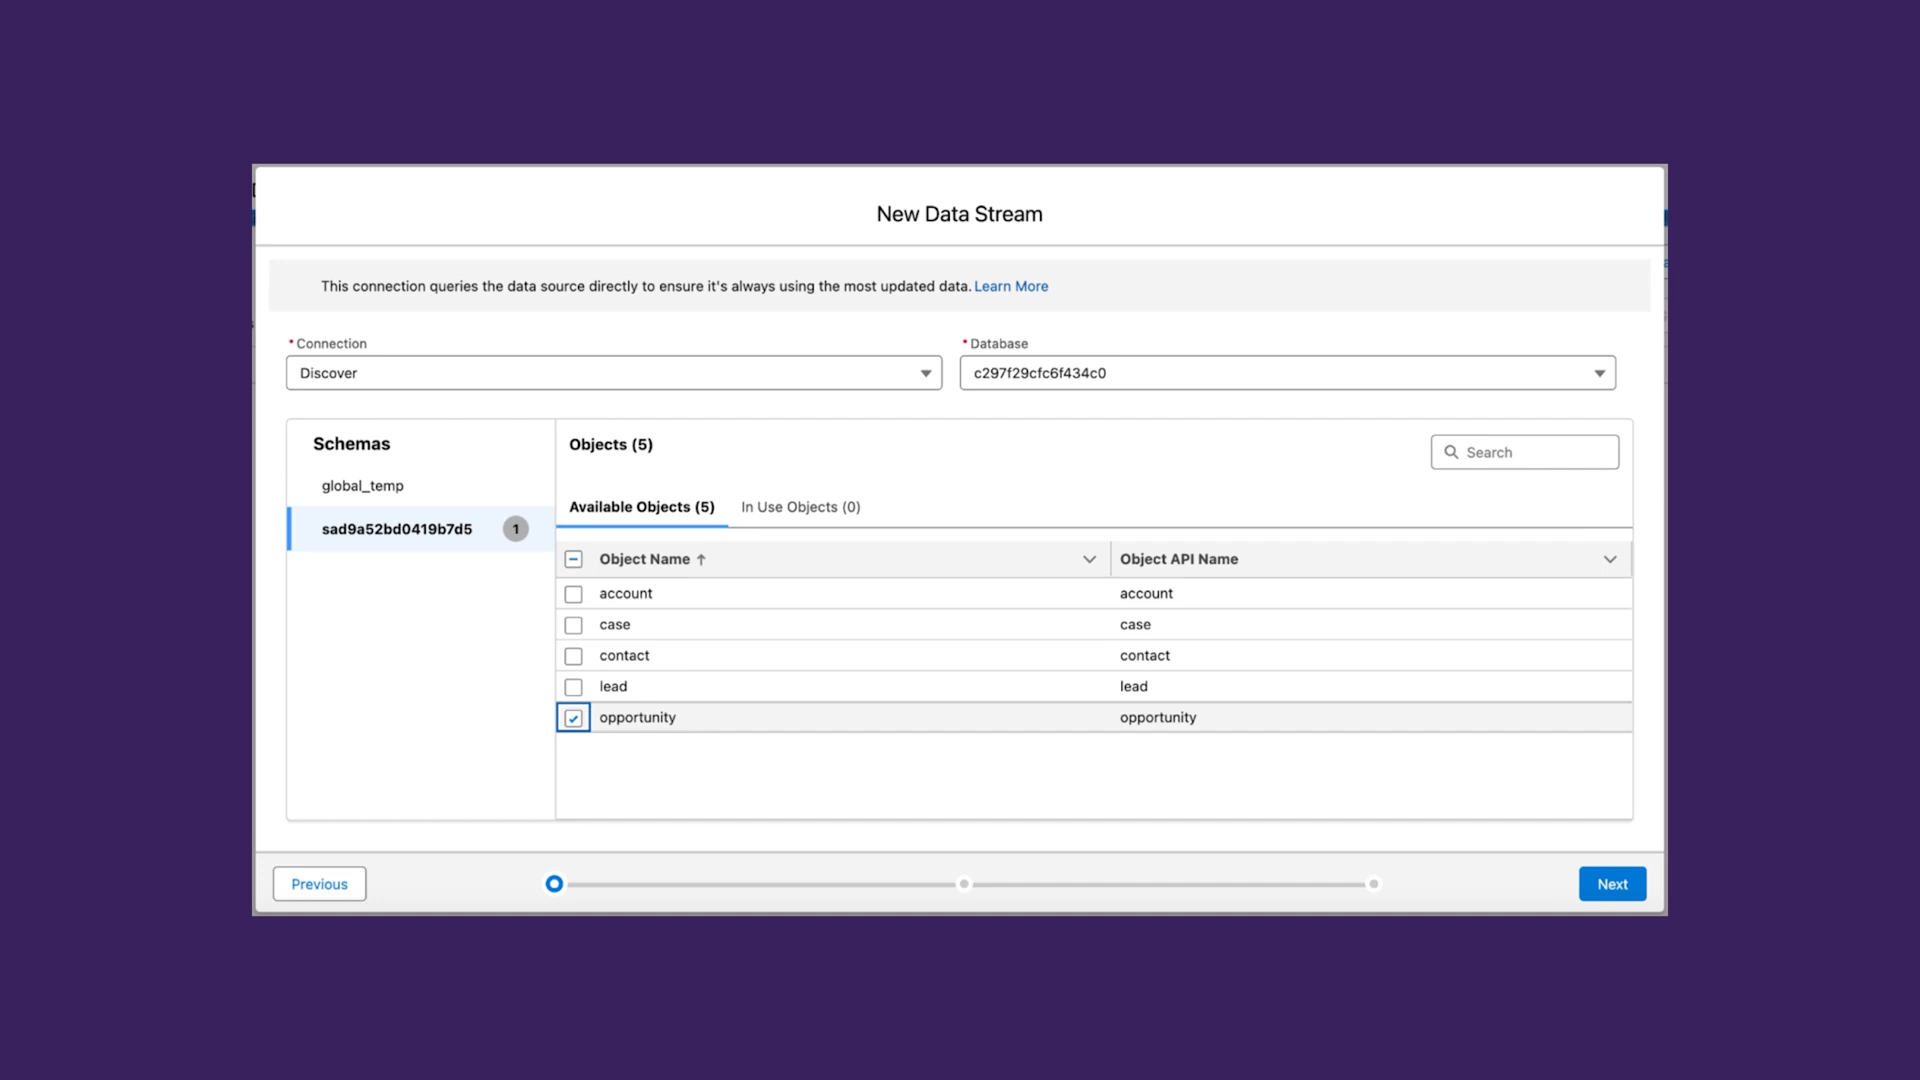 New Data Stream
This connection queries the data source directly to ensure it's always using the most updated data. Learn More
* Connection
* Database
Discover
c297f29cfc6f434c0
Schemas
global_temp
sad9a52bd0419b7d5 1
Objects (5)
Search
Available Objects (5) In Use Objects (0)
Object Name ↑ Object API Name
account account
case case
contact contact
lead lead
opportunity opportunity
Previous
Next